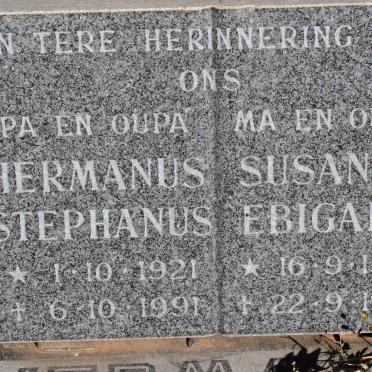 N TERE HERINNERING
ONS
PA EN OUPA MA EN O
HERMANUS SUSAN
STEPHANUS EBIGA
★ 1·10·1921 ★ 16·9·1
+ 6·10·1991 + 22·9·1